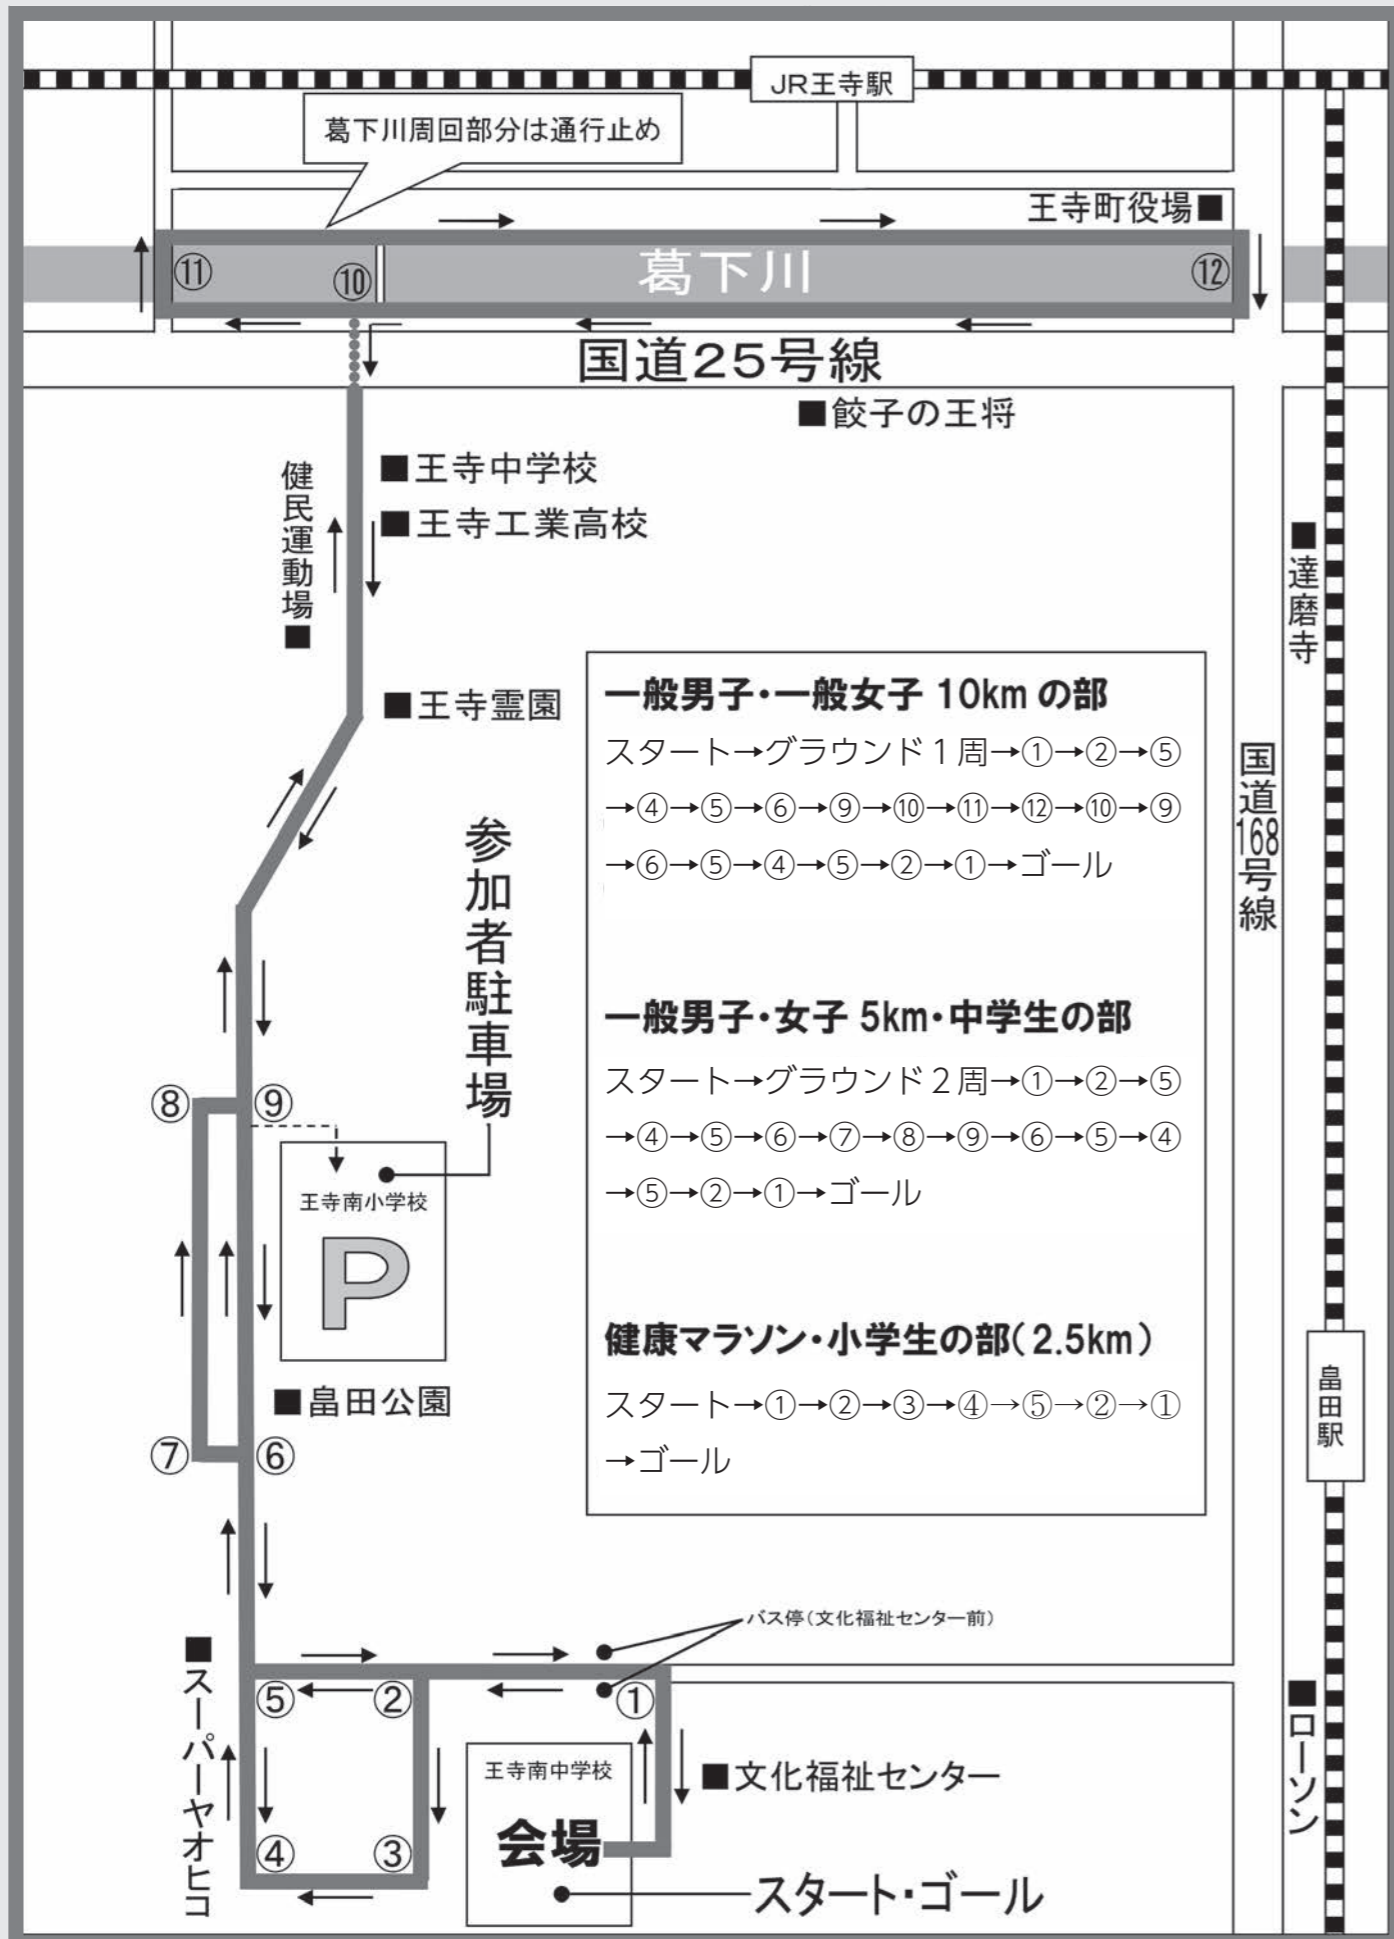 JR王寺駅
葛下川周回部分は通行止め
王寺町役場■
⑪
⑩
葛下川
⑫
国道25号線
■餃子の王将
■王寺中学校
■王寺工業高校
健民運動場■
■達磨寺
■王寺霊園
一般男子・一般女子 10km の部
スタート→グラウンド1周→①→②→⑤
→④→⑤→⑥→⑨→⑩→⑪→⑫→⑩→⑨
→⑥→⑤→④→⑤→②→①→ゴール
国道168号線
参加者駐車場
一般男子・女子 5km・中学生の部
スタート→グラウンド2周→①→②→⑤
→④→⑤→⑥→⑦→⑧→⑨→⑥→⑤→④
→⑤→②→①→ゴール
⑧
⑨
王寺南小学校
P
健康マラソン・小学生の部(2.5km)
スタート→①→②→③→④→⑤→②→①
→ゴール
畠田駅
■畠田公園
⑦
⑥
バス停(文化福祉センター前)
■スーパーヤオヒコ
⑤
②
①
■ローソン
王寺南中学校
■文化福祉センター
会場
④
③
スタート・ゴール